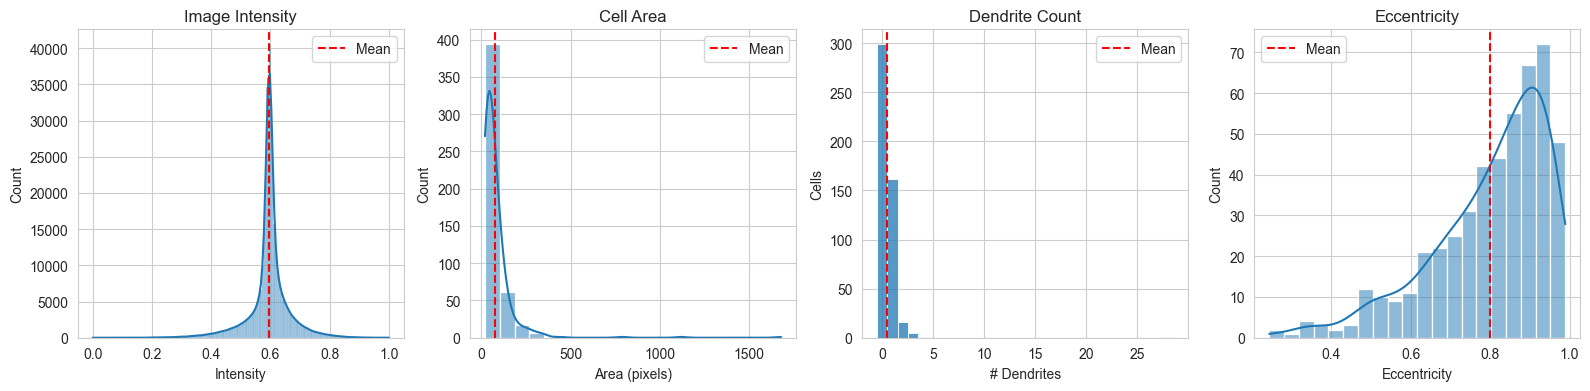 Image Intensity
Mean
40000
35000
30000
25000
20000
15000
10000
5000
0
Count
0.0 0.2 0.4 0.6 0.8 1.0
Intensity
Cell Area
Mean
400
350
300
250
200
150
100
50
0
Count
0 500 1000 1500
Area (pixels)
Dendrite Count
Mean
300
250
200
150
100
50
0
Cells
0 5 10 15 20 25
# Dendrites
Eccentricity
Mean
70
60
50
40
30
20
10
0
Count
0.4 0.6 0.8 1.0
Eccentricity